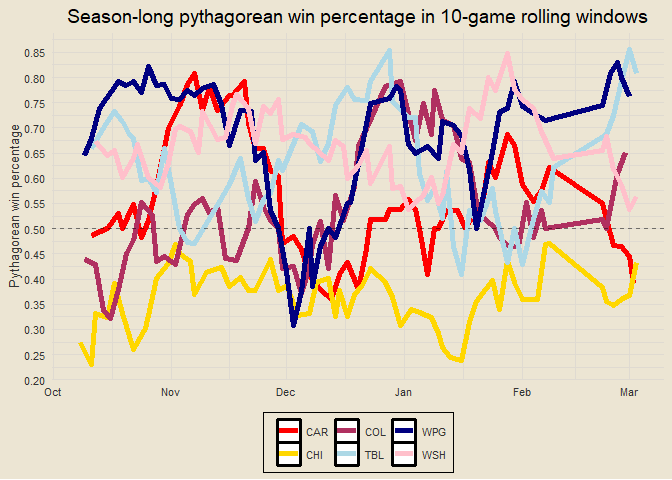 Season-long pythagorean win percentage in 10-game rolling windows
Pythagorean win percentage
0.85
0.80
0.75
0.70
0.65
0.60
0.55
0.50
0.45
0.40
0.35
0.30
0.25
0.20
Oct Nov Dec Jan Feb Mar
CAR COL WPG
CHI TBL WSH